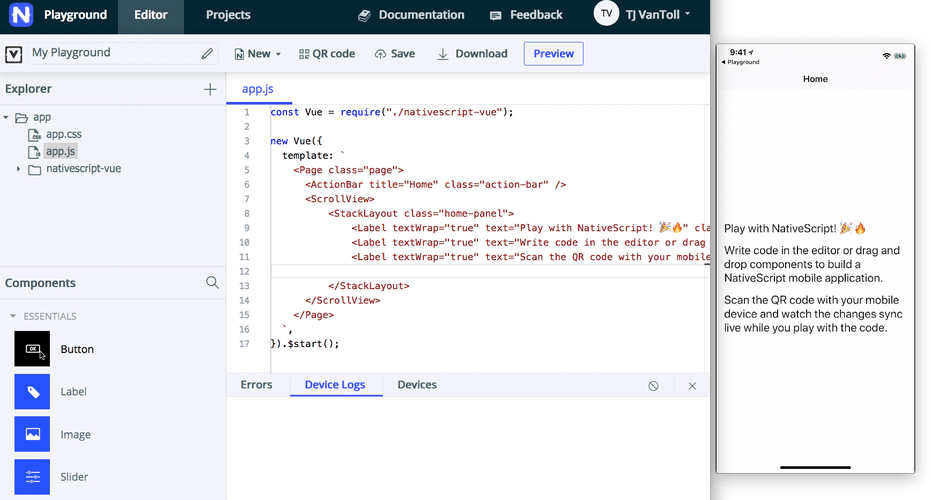 Playground
Editor
Projects
Documentation
Feedback
TV
TJ VanToll
My Playground
New
QR code
Save
Download
Preview
Explorer
app
app.css
app.js
nativescript-vue
Components
ESSENTIALS
OK
Button
Label
Image
Slider
app.js
1 const Vue = require("./nativescript-vue");
2
3 new Vue({
4 template: `
5 <Page class="page">
6 <ActionBar title="Home" class="action-bar" />
7 <ScrollView>
8 <StackLayout class="home-panel">
9 <Label textWrap="true" text="Play with NativeScript! 🎉🔥" clas
10 <Label textWrap="true" text="Write code in the editor or drag
11 <Label textWrap="true" text="Scan the QR code with your mobile
12
13 </StackLayout>
14 </ScrollView>
15 </Page>
16 `,
17 }).$start();
Errors
Device Logs
Devices
9:41
Playground
Home
Play with NativeScript! 🎉🔥
Write code in the editor or drag and
drop components to build a
NativeScript mobile application.
Scan the QR code with your mobile
device and watch the changes sync
live while you play with the code.